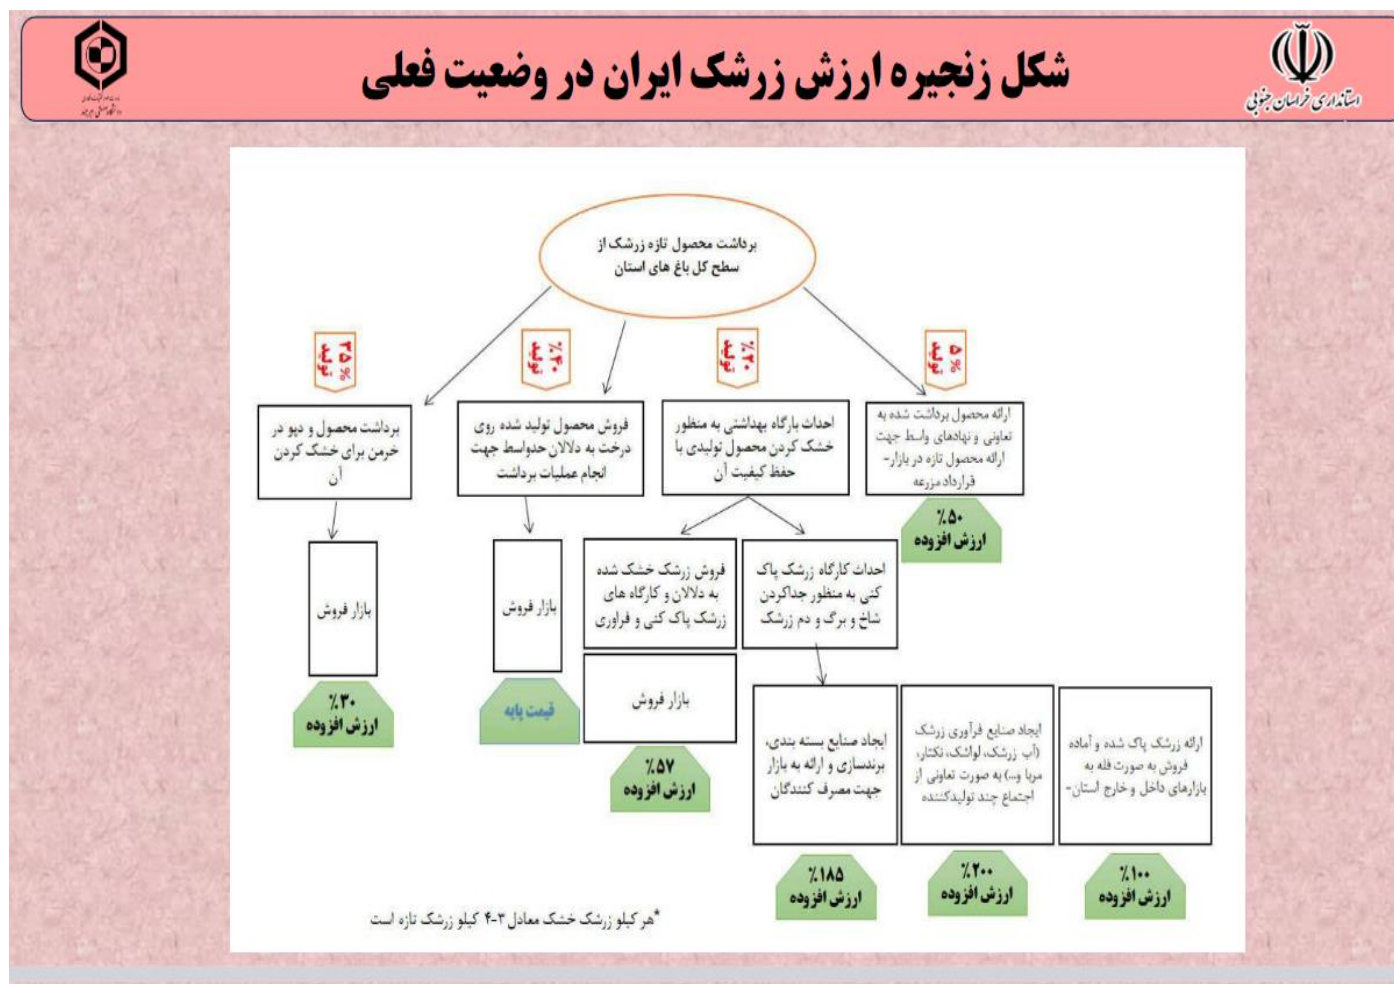 شکل زنجیره ارزش زرشک ایران در وضعیت فعلی
استانداری خراسان جنوبی
برداشت محصول تازه زرشک از
سطح کل باغ های استان
۵%
تولید
٪۲۰
تولید
٪۴۰
تولید
۳۵%
تولید
ارائه محصول برداشت شده به
تعاونی و نهادهای واسط جهت
ارائه محصول تازه در بازار-
قرارداد مزرعه
٪۵۰
ارزش افزوده
احداث بارگاه بهداشتی به منظور
خشک کردن محصول تولیدی با
حفظ کیفیت آن
فروش محصول تولید شده روی
درخت به دلالان حدواسط جهت
انجام عملیات برداشت
برداشت محصول و دپو در
خرمن برای خشک کردن
آن
احداث کارگاه زرشک پاک
کنی به منظور جداکردن
شاخ و برگ و دم زرشک
فروش زرشک خشک شده
به دلالان و کارگاه های
زرشک پاک کنی و فراوری
بازار فروش
٪۵۷
ارزش افزوده
بازار فروش
قیمت پایه
بازار فروش
٪۳۰
ارزش افزوده
ارائه زرشک پاک شده و آماده
فروش به صورت فله به
بازارهای داخل و خارج استان-
٪۱۰۰
ارزش افزوده
ایجاد صنایع فرآوری زرشک
(آب زرشک، لواشک، نکتار،
مربا و...) به صورت تعاونی از
اجتماع چند تولیدکننده
٪۲۰۰
ارزش افزوده
ایجاد صنایع بسته بندی،
برندسازی و ارائه به بازار
جهت مصرف کنندگان
٪۱۸۵
ارزش افزوده
*هر کیلو زرشک خشک معادل ۳-۴ کیلو زرشک تازه است